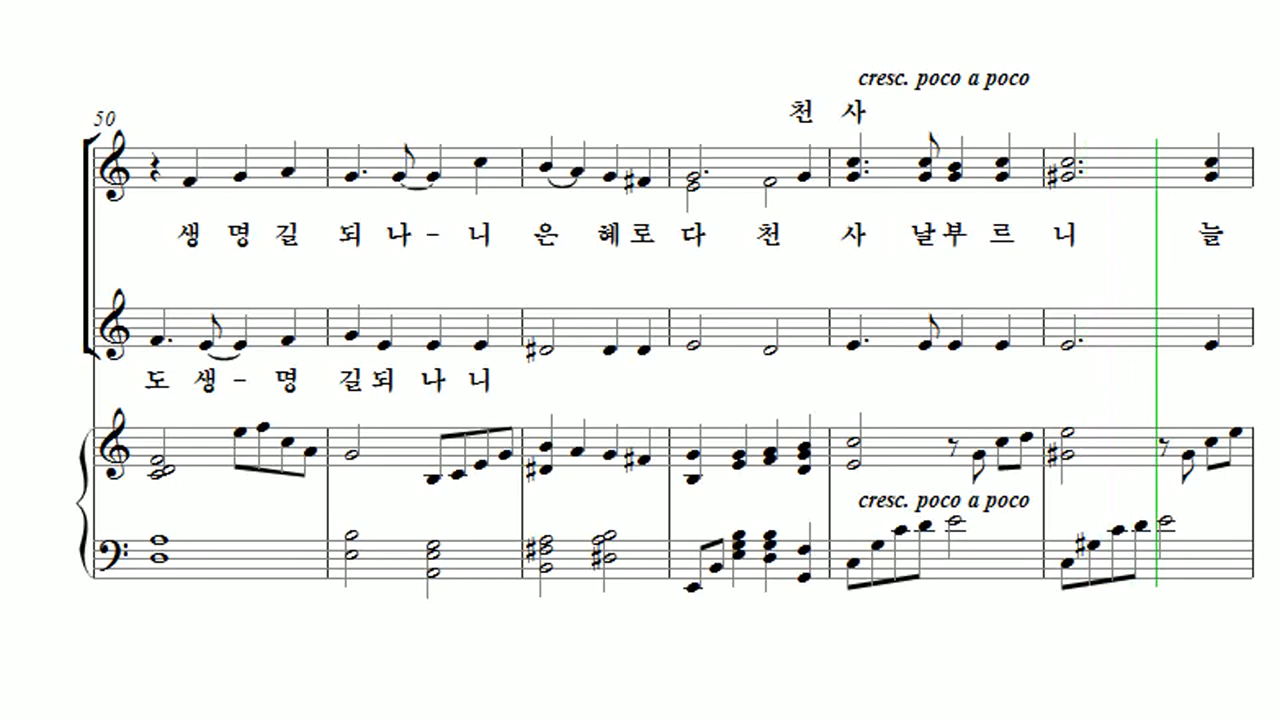 cresc. poco a poco
천 사
50
생 명 길 되 나 - 니 은 혜 로 다 천 사 날 부 르 니 늘
도 생 - 명 길 되 나 니
cresc. poco a poco